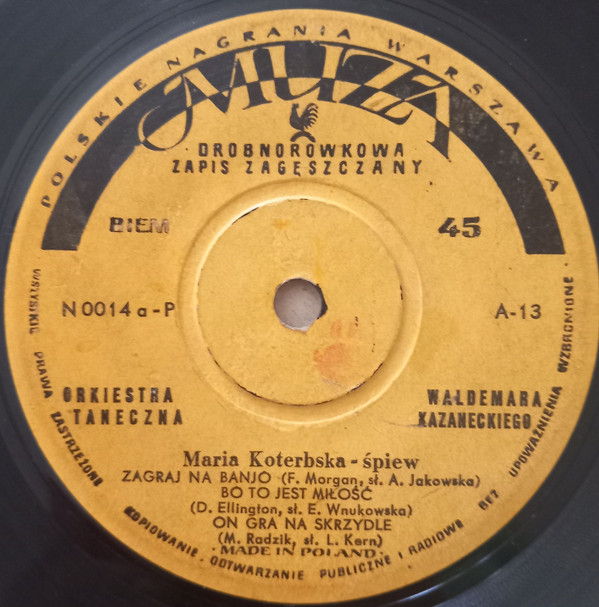 POLSKIE NAGRANIA WARSZAWA
MUZA
DROBNOROWKOWA
ZAPIS ZAGĘSZCZANY
BIEM
45
N 0014 a - P
A-13
ORKIESTRA
TANECZNA
WALDEMARA
KAZANECKIEGO
Maria Koterbska - śpiew
ZAGRAJ NA BANJO (F. Morgan, sł. A. Jakowska)
BO TO JEST MIŁOŚĆ
(D. Ellington, sł. E. Wnukowska)
ON GRA NA SKRZYDLE
(M. Radzik, sł. L. Kern)
· MADE IN POLAND ·
WSZYSTKIE PRAWA ZASTRZEŻONE · KOPIOWANIE · ODTWARZANIE PUBLICZNE I RADIOWE BEZ UPOWAŻNIENIA WZBRONIONE